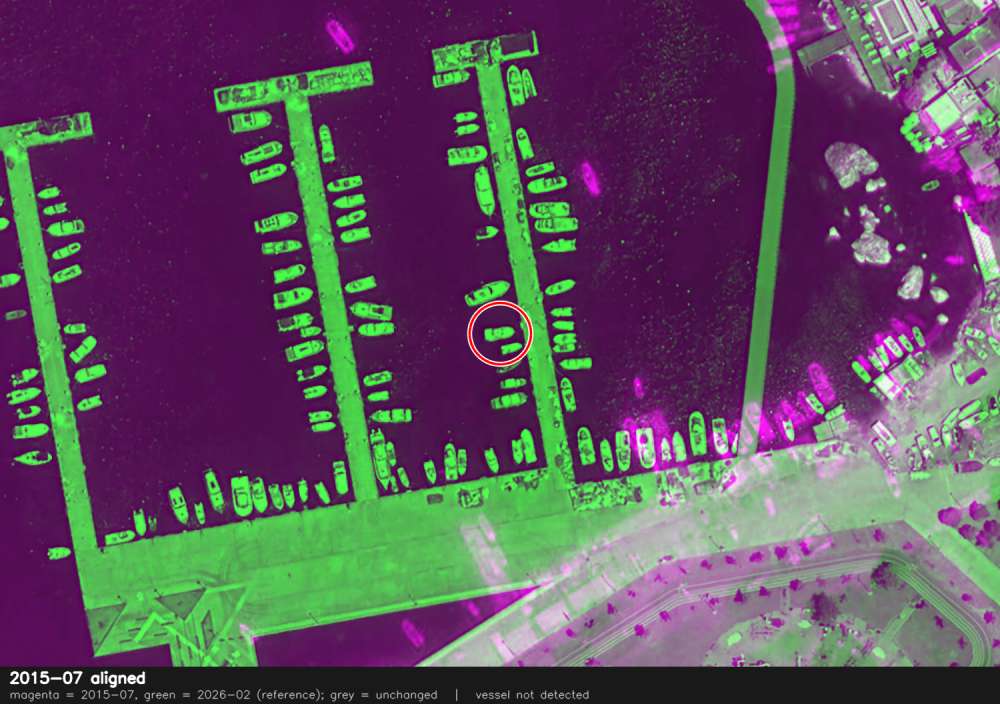 2015-07 aligned
magenta = 2015-07, green = 2026-02 (reference); grey = unchanged | vessel not detected